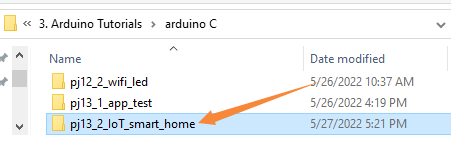 « 3. Arduino Tutorials > arduino C
Name Date modified
pj12_2_wifi_led 5/26/2022 10:37 AM
pj13_1_app_test 5/26/2022 4:19 PM
pj13_2_IoT_smart_home 5/27/2022 5:21 PM